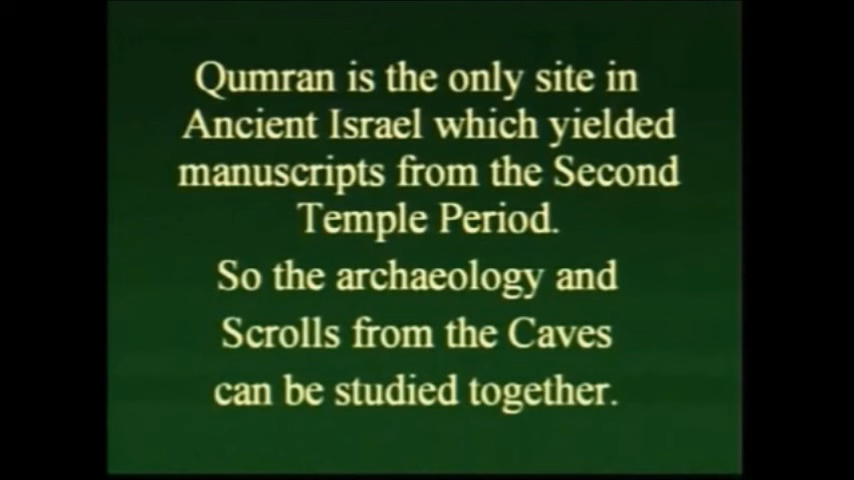 Qumran is the only site in
Ancient Israel which yielded
manuscripts from the Second
Temple Period.
So the archaeology and
Scrolls from the Caves
can be studied together.